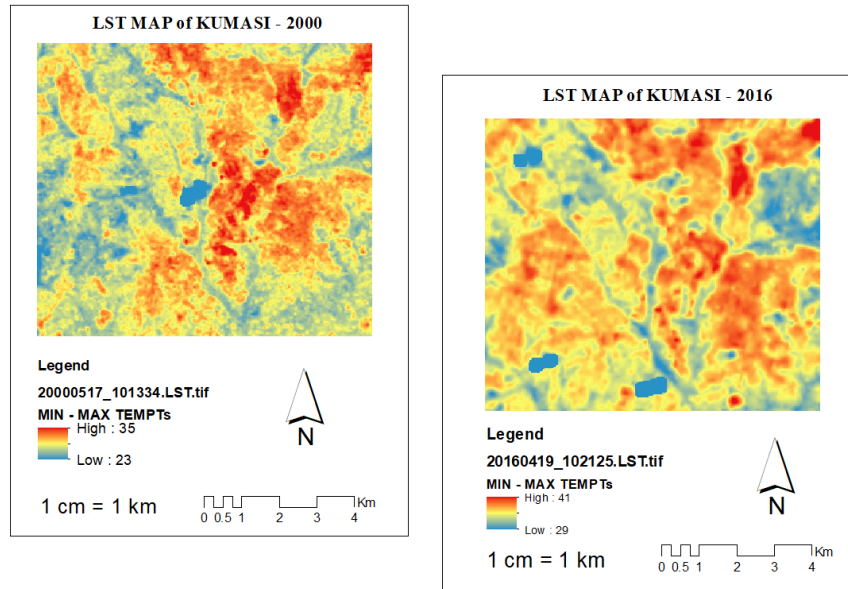 LST MAP of KUMASI - 2000
Legend
20000517_101334.LST.tif
MIN - MAX TEMPTs
High : 35
Low : 23
N
1 cm = 1 km
Km
0 0.5 1 2 3 4
LST MAP of KUMASI - 2016
Legend
20160419_102125.LST.tif
MIN - MAX TEMPTs
High : 41
Low : 29
N
1 cm = 1 km
Km
0 0.5 1 2 3 4